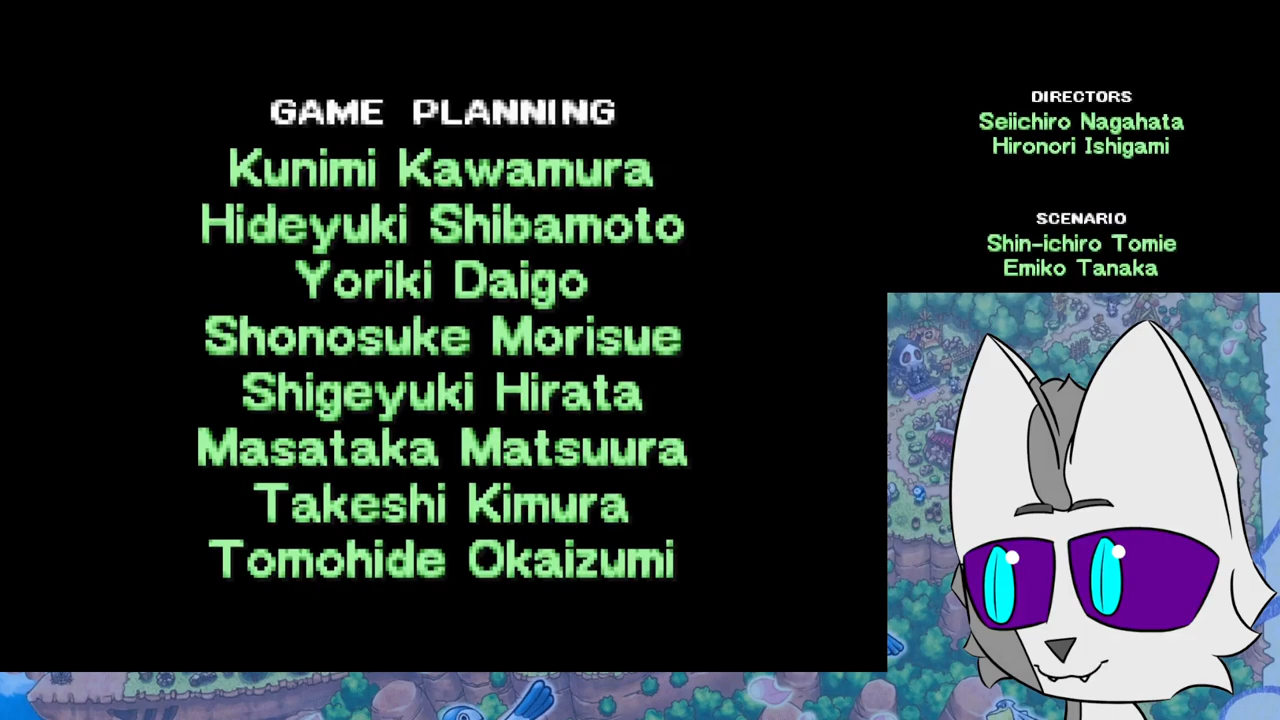 GAME PLANNING
Kunimi Kawamura
Hideyuki Shibamoto
Yoriki Daigo
Shonosuke Morisue
Shigeyuki Hirata
Masataka Matsuura
Takeshi Kimura
Tomohide Okaizumi
DIRECTORS
Seiichiro Nagahata
Hironori Ishigami
SCENARIO
Shin-ichiro Tomie
Emiko Tanaka